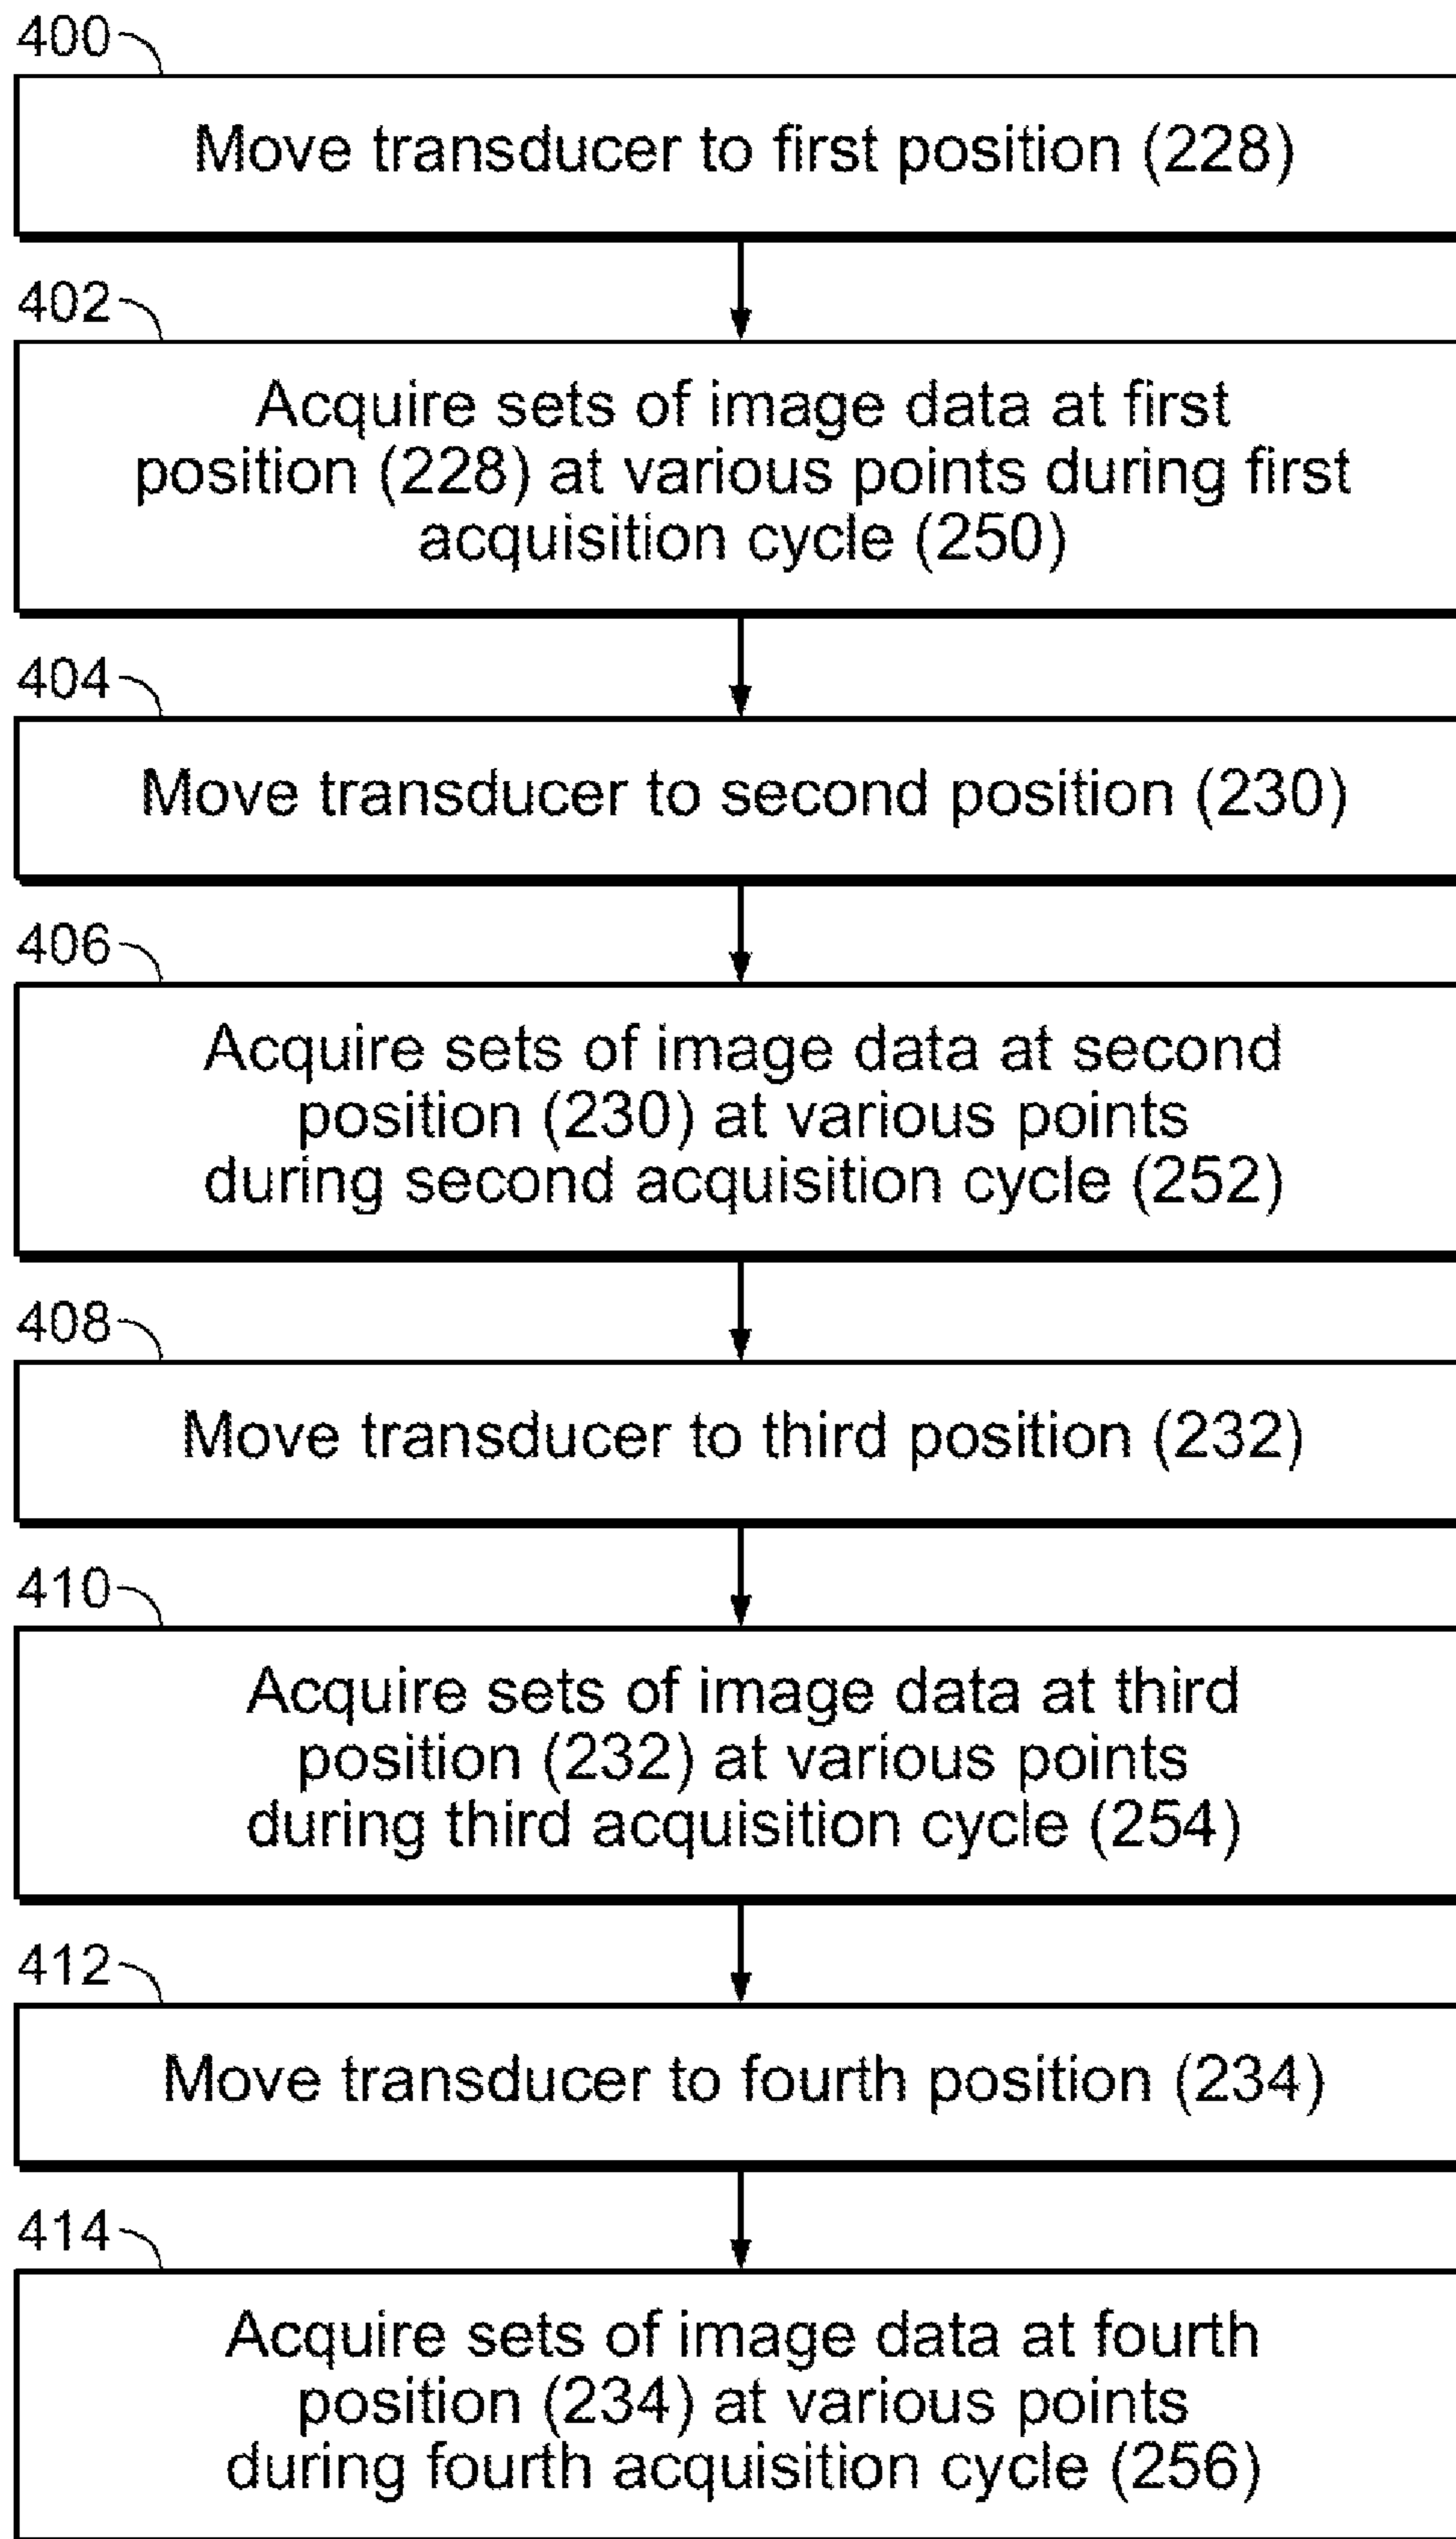 400
Move transducer to first position (228)
402
Acquire sets of image data at first
position (228) at various points during first
acquisition cycle (250)
404
Move transducer to second position (230)
406
Acquire sets of image data at second
position (230) at various points
during second acquisition cycle (252)
408
Move transducer to third position (232)
410
Acquire sets of image data at third
position (232) at various points
during third acquisition cycle (254)
412
Move transducer to fourth position (234)
414
Acquire sets of image data at fourth
position (234) at various points
during fourth acquisition cycle (256)